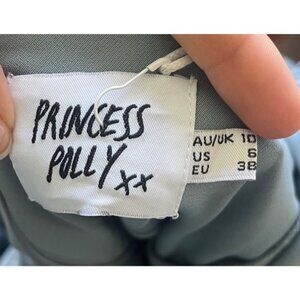 PRINCESS
POLLY xx
AU/UK 10
US 6
EU 38